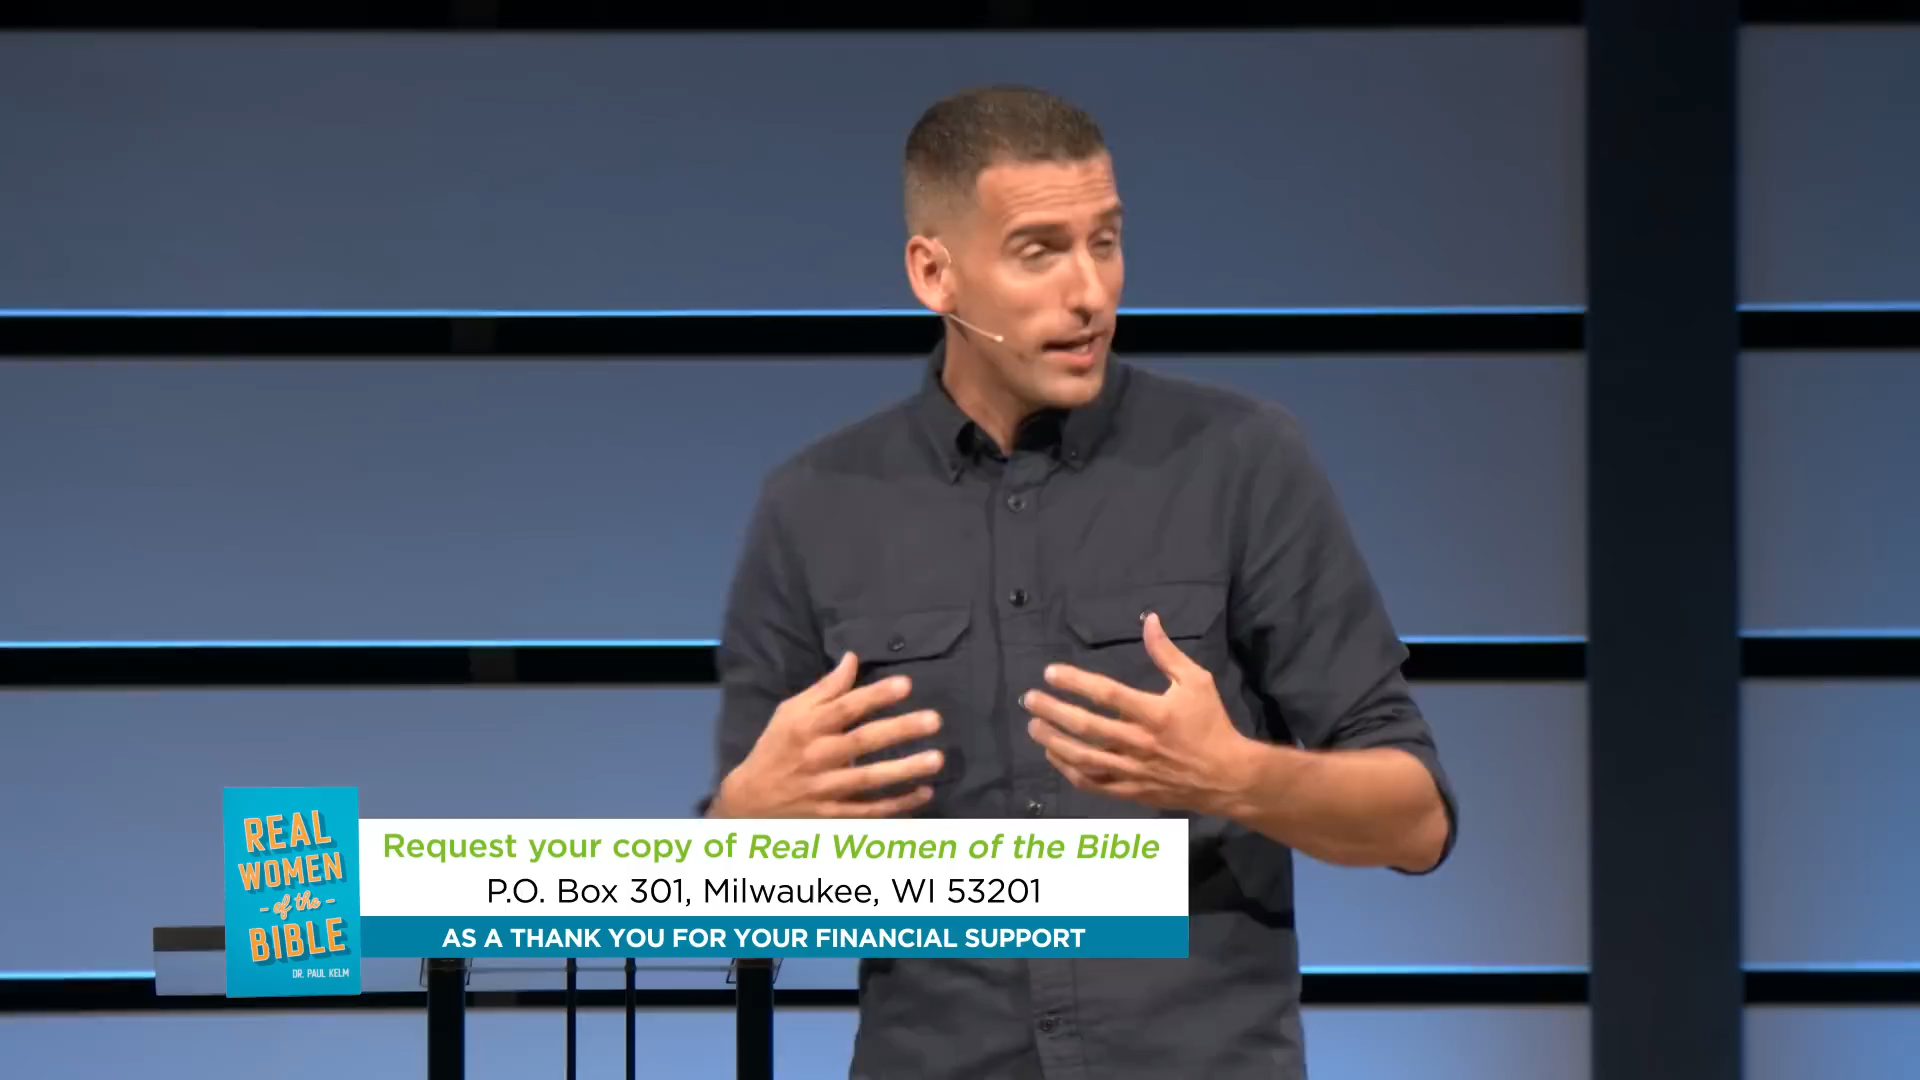 REAL
WOMEN
- of the -
BIBLE
DR. PAUL KELM
Request your copy of Real Women of the Bible
P.O. Box 301, Milwaukee, WI 53201
AS A THANK YOU FOR YOUR FINANCIAL SUPPORT